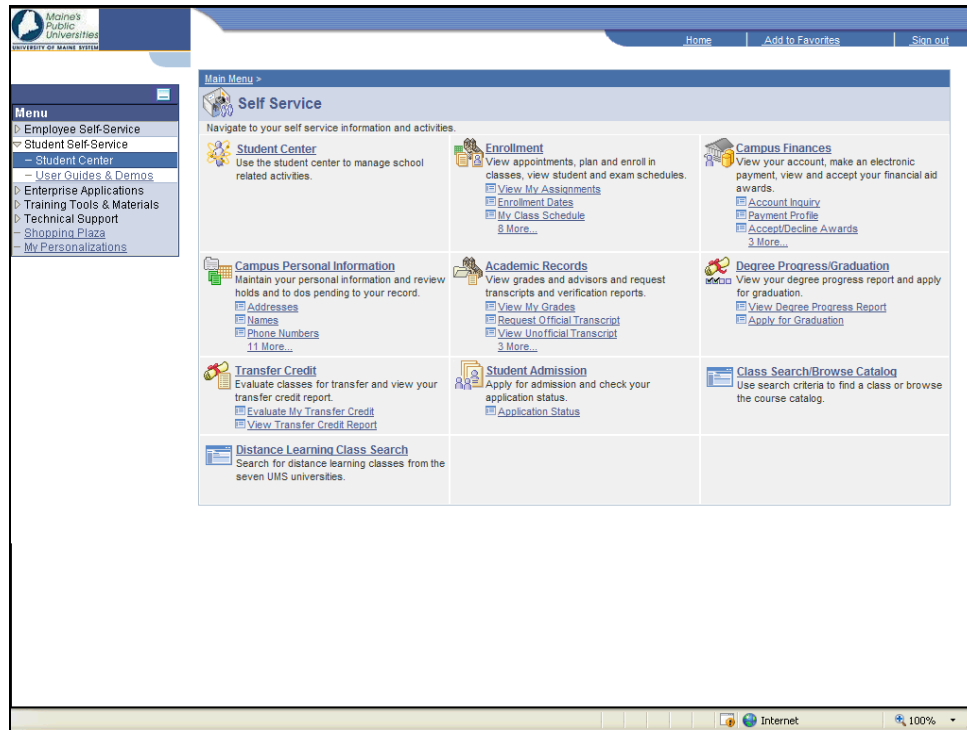 Maine's
Public
Universities
UNIVERSITY OF MAINE SYSTEM
Home
Add to Favorites
Sign out
Menu
Employee Self-Service
Student Self-Service
– Student Center
– User Guides & Demos
Enterprise Applications
Training Tools & Materials
Technical Support
– Shopping Plaza
– My Personalizations
Main Menu >
Self Service
Navigate to your self service information and activities.
Student Center
Use the student center to manage school
related activities.
Enrollment
View appointments, plan and enroll in
classes, view student and exam schedules.
View My Assignments
Enrollment Dates
My Class Schedule
8 More...
Campus Finances
View your account, make an electronic
payment, view and accept your financial aid
awards.
Account Inquiry
Payment Profile
Accept/Decline Awards
3 More...
Campus Personal Information
Maintain your personal information and review
holds and to dos pending to your record.
Addresses
Names
Phone Numbers
11 More...
Academic Records
View grades and advisors and request
transcripts and verification reports.
View My Grades
Request Official Transcript
View Unofficial Transcript
3 More...
Degree Progress/Graduation
View your degree progress report and apply
for graduation.
View Degree Progress Report
Apply for Graduation
Transfer Credit
Evaluate classes for transfer and view your
transfer credit report.
Evaluate My Transfer Credit
View Transfer Credit Report
Student Admission
Apply for admission and check your
application status.
Application Status
Class Search/Browse Catalog
Use search criteria to find a class or browse
the course catalog.
Distance Learning Class Search
Search for distance learning classes from the
seven UMS universities.
Internet
100%